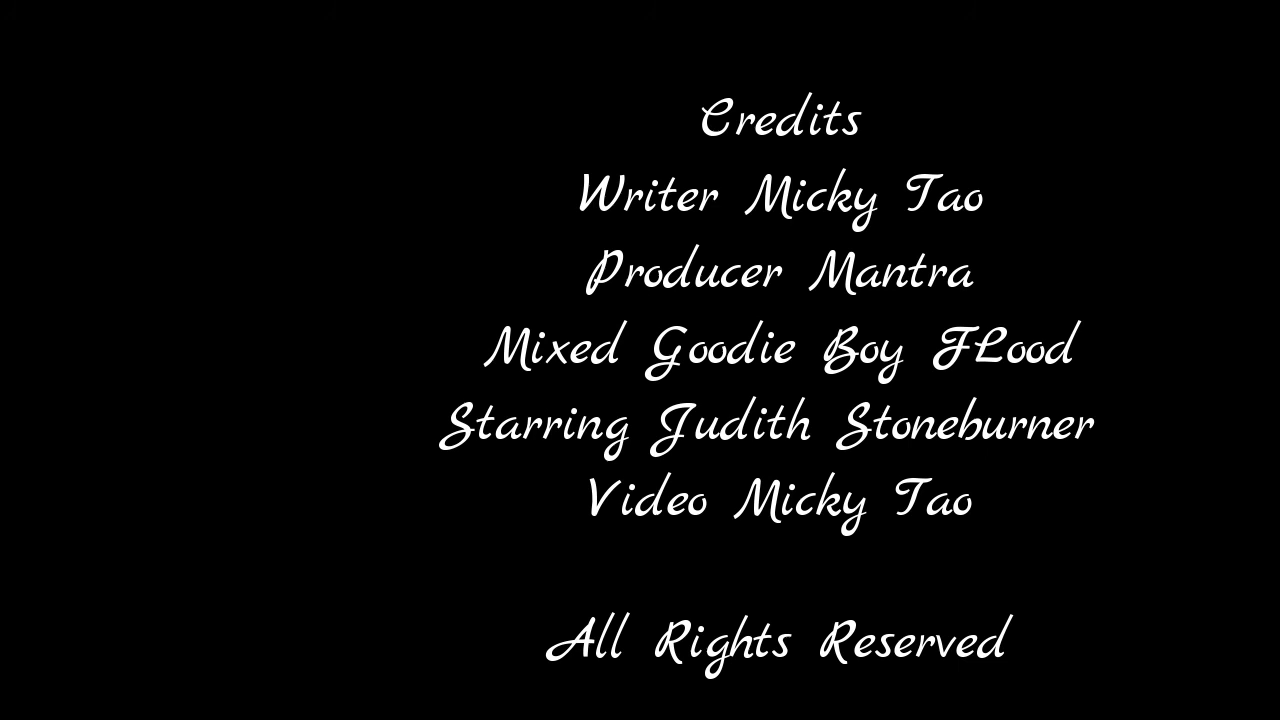 Credits
Writer Micky Tao
Producer Mantra
Mixed Goodie Boy FLood
Starring Judith Stoneburner
Video Micky Tao
All Rights Reserved